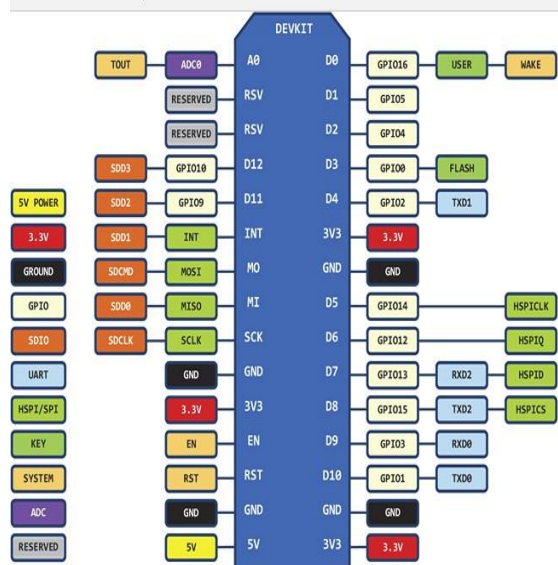 DEVKIT
TOUT ADC0 A0 D0 GPIO16 USER WAKE
RESERVED RSV D1 GPIO5
RESERVED RSV D2 GPIO4
SDD3 GPIO10 D12 D3 GPIO0 FLASH
5V POWER SDD2 GPIO9 D11 D4 GPIO2 TXD1
3.3V SDD1 INT INT 3V3 3.3V
GROUND SDCMD MOSI MO GND GND
GPIO SDD0 MISO MI D5 GPIO14 HSPICLK
SDIO SDCLK SCLK SCK D6 GPIO12 HSPIQ
UART GND GND D7 GPIO13 RXD2 HSPID
HSPI/SPI 3.3V 3V3 D8 GPIO15 TXD2 HSPICS
KEY EN EN D9 GPIO3 RXD0
SYSTEM RST RST D10 GPIO1 TXD0
ADC GND GND GND GND
RESERVED 5V 5V 3V3 3.3V